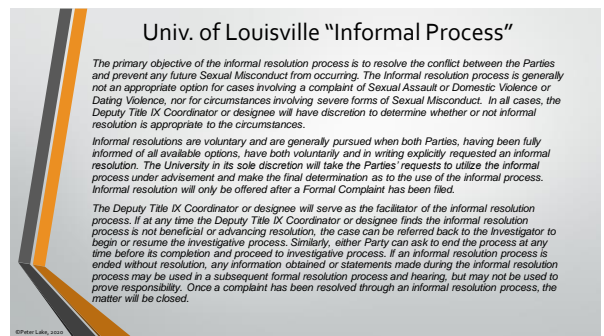 Univ. of Louisville “Informal Process”
The primary objective of the informal resolution process is to resolve the conflict between the Parties
and prevent any future Sexual Misconduct from occurring. The Informal resolution process is generally
not an appropriate option for cases involving a complaint of Sexual Assault or Domestic Violence or
Dating Violence, nor for circumstances involving severe forms of Sexual Misconduct. In all cases, the
Deputy Title IX Coordinator or designee will have discretion to determine whether or not informal
resolution is appropriate to the circumstances.
Informal resolutions are voluntary and are generally pursued when both Parties, having been fully
informed of all available options, have both voluntarily and in writing explicitly requested an informal
resolution. The University in its sole discretion will take the Parties’ requests to utilize the informal
process under advisement and make the final determination as to the use of the informal process.
Informal resolution will only be offered after a Formal Complaint has been filed.
The Deputy Title IX Coordinator or designee will serve as the facilitator of the informal resolution
process. If at any time the Deputy Title IX Coordinator or designee finds the informal resolution
process is not beneficial or advancing resolution, the case can be referred back to the Investigator to
begin or resume the investigative process. Similarly, either Party can ask to end the process at any
time before its completion and proceed to investigative process. If an informal resolution process is
ended without resolution, any information obtained or statements made during the informal resolution
process may be used in a subsequent formal resolution process and hearing, but may not be used to
prove responsibility. Once a complaint has been resolved through an informal resolution process, the
matter will be closed.
©Peter Lake, 2020